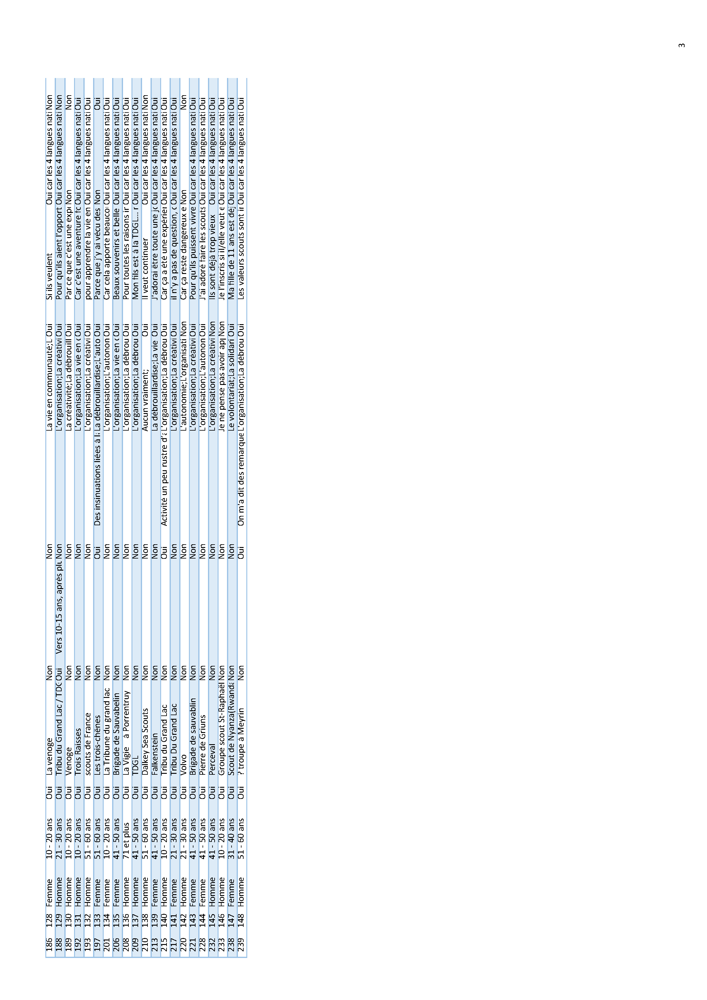 186 128 Femme 10 - 20 ans Oui La venoge Non Non La vie en communauté;L Oui Si ils veulent Oui car les 4 langues nati Non
188 129 Homme 21 - 30 ans Oui Tribu du Grand Lac / TDG Oui Vers 10-15 ans, après plu Non L'organisation;La créativi Oui Pour qu'ils aient l'opport Oui car les 4 langues nati Non
189 130 Homme 10 - 20 ans Oui Venoge Non Non La créativité;La débrouill Oui Par ce que c'est une expé Non Non
192 131 Homme 10 - 20 ans Oui Trois Raisses Non Non L'organisation;La vie en c Oui Car c'est une aventure fo Oui car les 4 langues nati Oui
193 132 Homme 51 - 60 ans Oui scouts de France Non Non L'organisation;La créativi Oui pour apprendre la vie en Oui car les 4 langues nati Oui
197 133 Femme 51 - 60 ans Oui Les trois-chênes Non Oui Des insinuations liées à la La débrouillardise;L'auto Oui Parce que j'y ai vécu des Non Oui
201 134 Femme 10 - 20 ans Oui La Tribune du grand lac Non Non L'organisation;L'autonom Oui Car cela apporte beaucou Oui car les 4 langues nati Oui
206 135 Femme 41 - 50 ans Oui Brigade de Sauvabelin Non Non L'organisation;La vie en c Oui Beaux souvenirs et belle Oui car les 4 langues nati Oui
208 136 Homme 71 et plus Oui La Vigie à Porrentruy Non Non L'organisation;La débrou Oui Pour toutes les raisons in Oui car les 4 langues nati Oui
209 137 Homme 41 - 50 ans Oui TDGL Non Non L'organisation;La débrou Oui Mon fils est à la TDGL... r Oui car les 4 langues nati Oui
210 138 Homme 51 - 60 ans Oui Dalkey Sea Scouts Non Non Aucun vraiment; Oui Il veut continuer Oui car les 4 langues nati Non
213 139 Femme 41 - 50 ans Oui Falkenstein Non Non La débrouillardise;La vie Oui J'adorai être toute une jo Oui car les 4 langues nati Oui
215 140 Homme 10 - 20 ans Oui Tribu du Grand Lac Non Oui Activité un peu rustre d'a L'organisation;La débrou Oui Car ça a été une expérien Oui car les 4 langues nati Oui
217 141 Femme 21 - 30 ans Oui Tribu Du Grand Lac Non Non L'organisation;La créativi Oui il n'y a pas de question, c Oui car les 4 langues nati Oui
220 142 Homme 21 - 30 ans Oui Volvo Non Non L'autonomie;L'organisati Non Car ça reste dangereux e Non Non
221 143 Femme 41 - 50 ans Oui Brigade de sauvablin Non Non L'organisation;La créativi Oui Pour qu'ils puissent vivre Oui car les 4 langues nati Oui
228 144 Femme 41 - 50 ans Oui Pierre de Griuns Non Non L'organisation;L'autonom Oui J'ai adoré faire les scouts Oui car les 4 langues nati Oui
232 145 Homme 41 - 50 ans Oui Perceval Non Non L'organisation;La créativi Non Ils sont déjà trop vieux Oui car les 4 langues nati Oui
233 146 Homme 10 - 20 ans Oui Groupe scout St-Raphaël Non Non Je ne pense pas avoir app Non Je l'inscris si il/elle veut e Oui car les 4 langues nati Oui
238 147 Femme 31 - 40 ans Oui Scout de Nyanza(Rwanda Non Non Le volontariat;La solidari Oui Ma fille de 11 ans est déj Oui car les 4 langues nati Oui
239 148 Homme 51 - 60 ans Oui ? troupe à Meyrin Non Oui On m'a dit des remarque L'organisation;La débrou Oui Les valeurs scouts sont in Oui car les 4 langues nati Oui
3